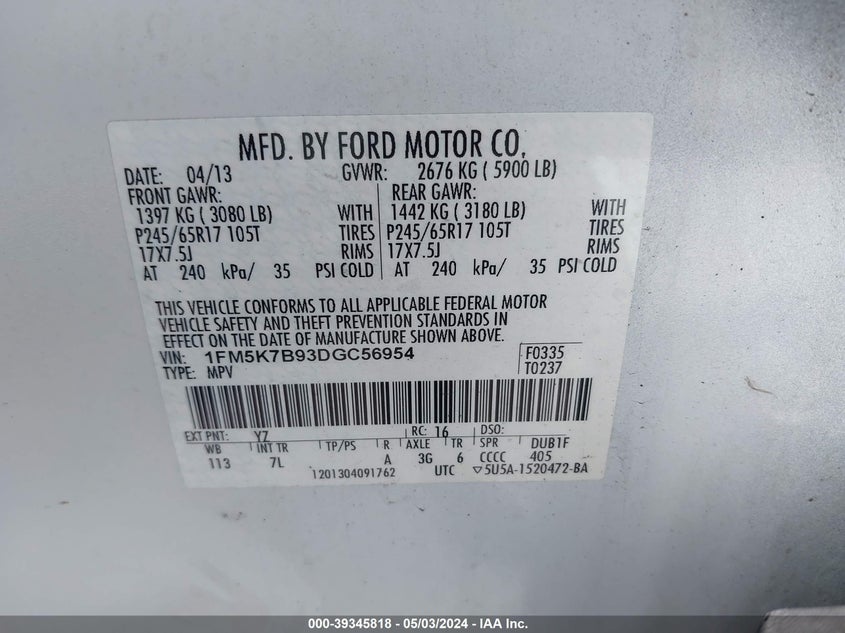 MFD. BY FORD MOTOR CO.
DATE: 04/13 GVWR: 2676 KG ( 5900 LB)
FRONT GAWR: REAR GAWR:
1397 KG ( 3080 LB) WITH 1442 KG ( 3180 LB) WITH
P245/65R17 105T TIRES P245/65R17 105T TIRES
17X7.5J RIMS 17X7.5J RIMS
AT 240 kPa/ 35 PSI COLD AT 240 kPa/ 35 PSI COLD
THIS VEHICLE CONFORMS TO ALL APPLICABLE FEDERAL MOTOR
VEHICLE SAFETY AND THEFT PREVENTION STANDARDS IN
EFFECT ON THE DATE OF MANUFACTURE SHOWN ABOVE.
VIN: 1FM5K7B93DGC56954 F0335
TYPE: MPV T0237
EXT PNT: YZ RC: 16 DSO:
WB INT TR TP/PS R AXLE TR SPR DUB1F
113 7L A 3G 6 CCCC 405
1201304091762 UTC ▽5U5A-1520472-BA
000-39345818 - 05/03/2024 - IAA Inc.